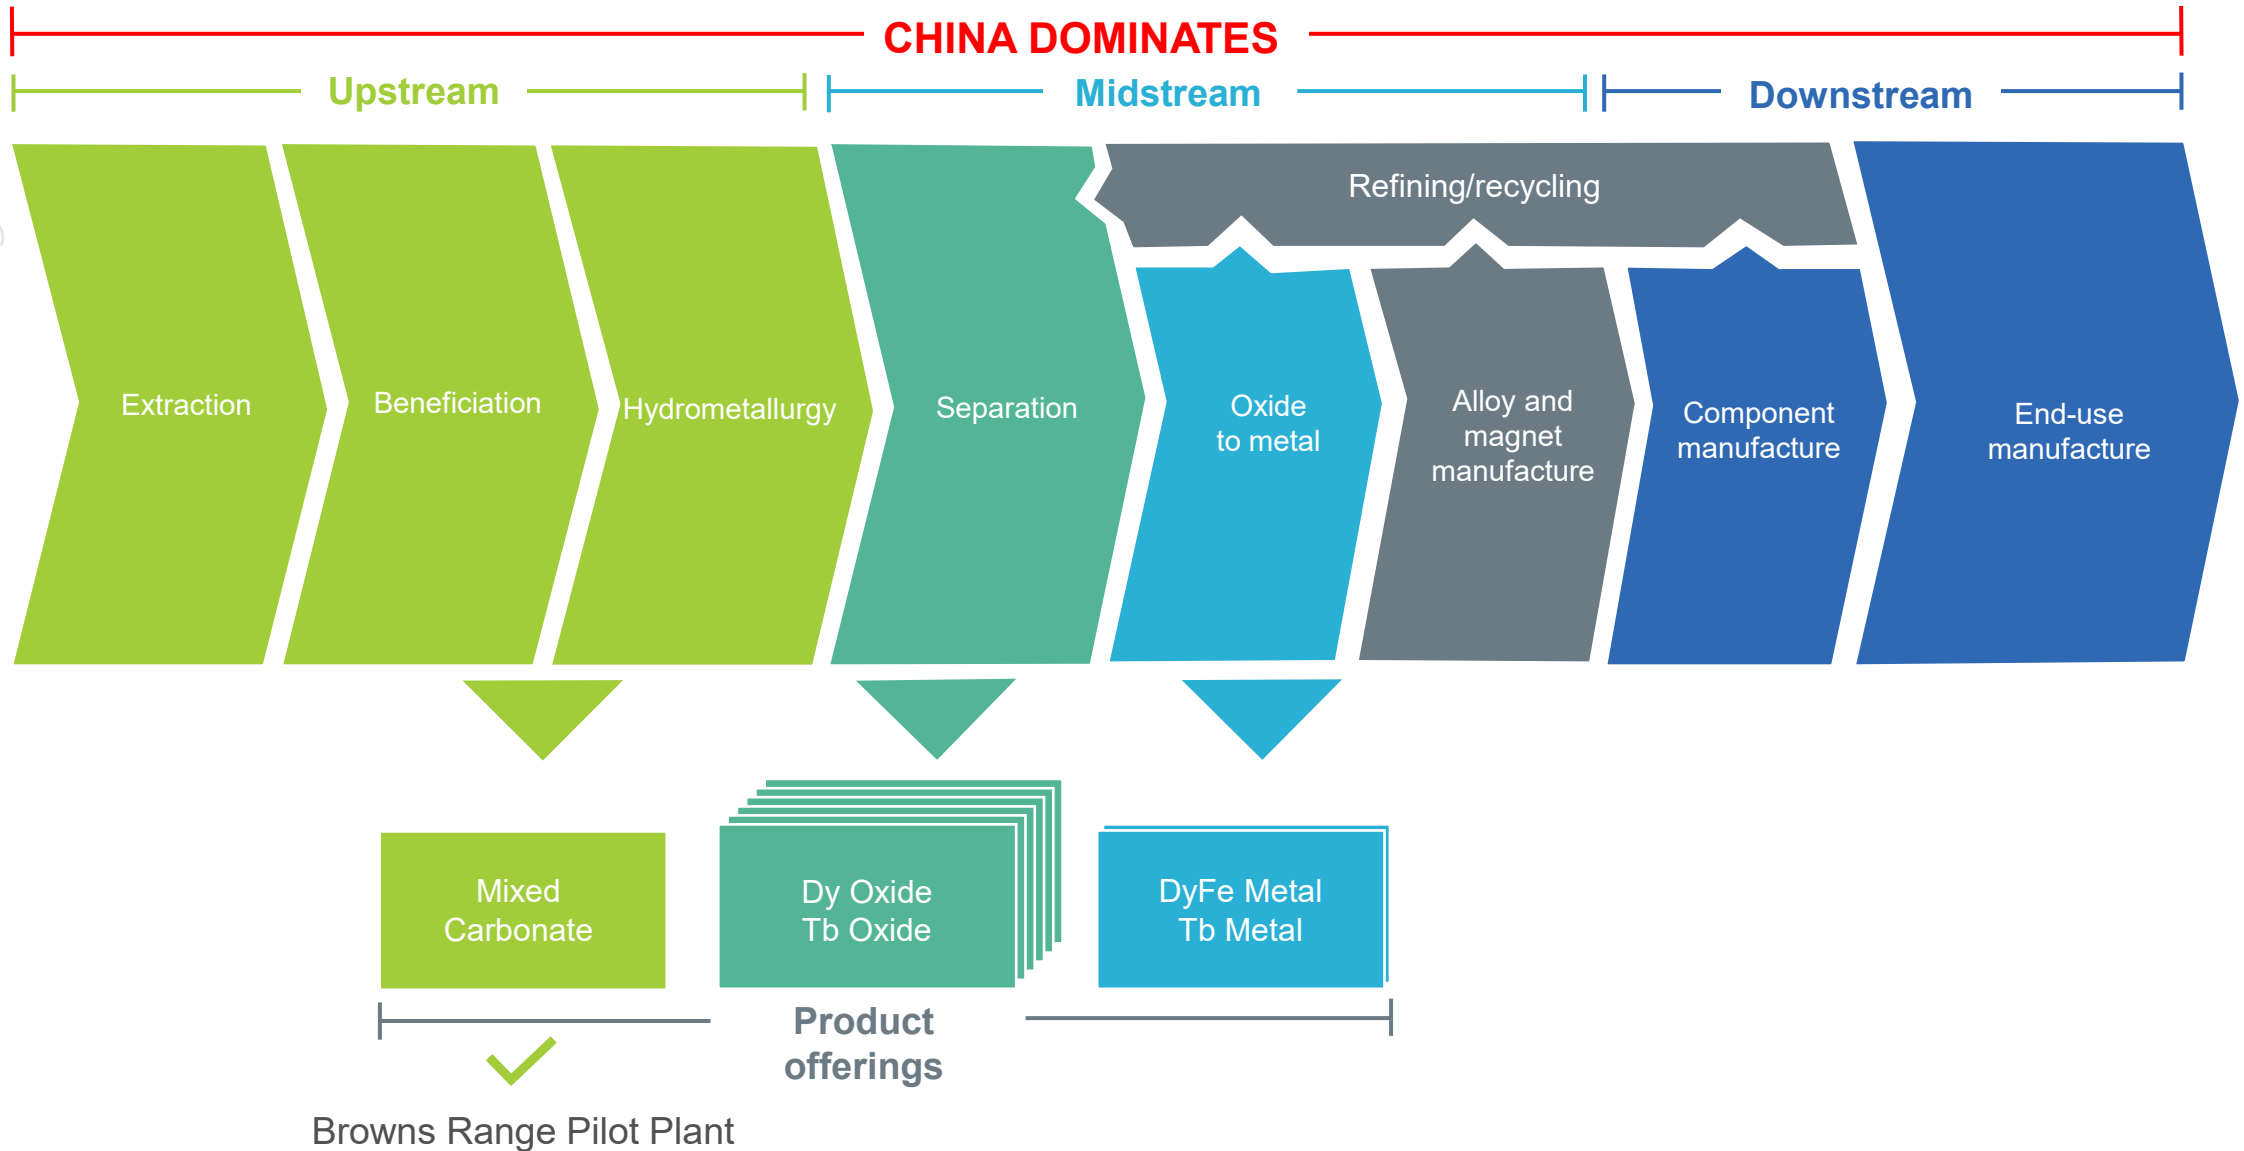 CHINA DOMINATES
Upstream
Midstream
Downstream
Refining/recycling
Extraction
Beneficiation
Hydrometallurgy
Separation
Oxide
to metal
Alloy and
magnet
manufacture
Component
manufacture
End-use
manufacture
Mixed
Carbonate
Dy Oxide
Tb Oxide
DyFe Metal
Tb Metal
Product
offerings
Browns Range Pilot Plant